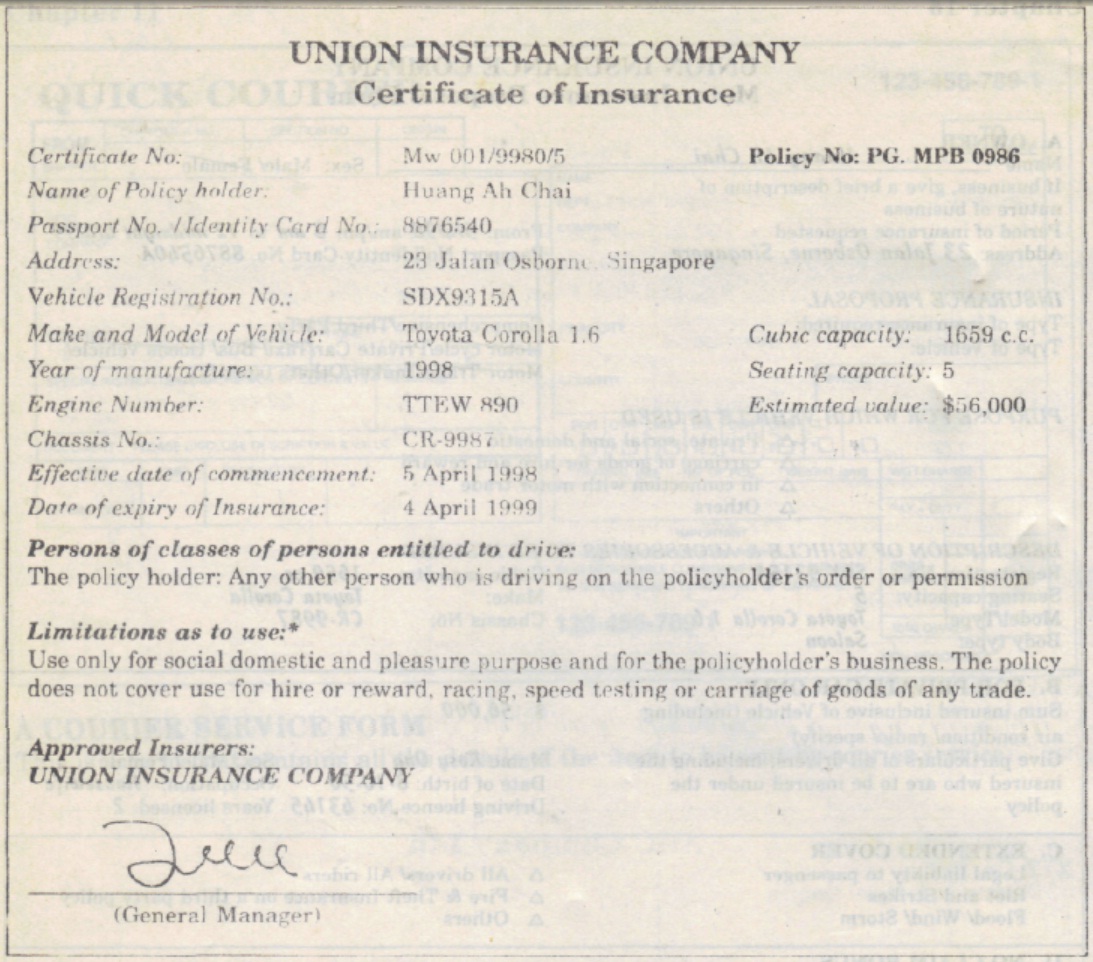 UNION INSURANCE COMPANY
Certificate of Insurance
Certificate No: Mw 001/9980/5 Policy No: PG. MPB 0986
Name of Policy holder: Huang Ah Chai
Passport No. /Identity Card No.: 8876540
Address: 23 Jalan Osborne, Singapore
Vehicle Registration No.: SDX9315A
Make and Model of Vehicle: Toyota Corolla 1.6 Cubic capacity: 1659 c.c.
Year of manufacture: 1998 Seating capacity: 5
Engine Number: TTEW 890 Estimated value: $56,000
Chassis No.: CR-9987
Effective date of commencement: 5 April 1998
Date of expiry of Insurance: 4 April 1999
Persons of classes of persons entitled to drive:
The policy holder: Any other person who is driving on the policyholder's order or permission
Limitations as to use:*
Use only for social domestic and pleasure purpose and for the policyholder's business. The policy
does not cover use for hire or reward, racing, speed testing or carriage of goods of any trade.
Approved Insurers:
UNION INSURANCE COMPANY
(General Manager)